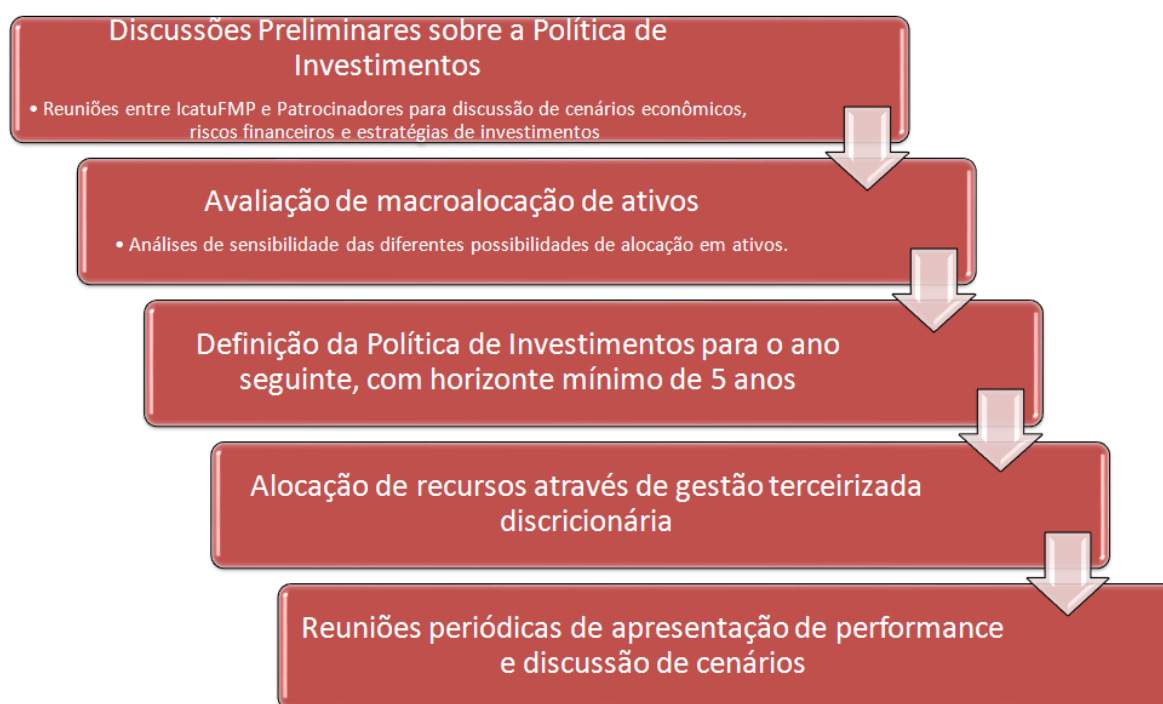 Discussões Preliminares sobre a Política de
Investimentos
• Reuniões entre IcatuFMP e Patrocinadores para discussão de cenários econômicos,
riscos financeiros e estratégias de investimentos
Avaliação de macroalocação de ativos
• Análises de sensibilidade das diferentes possibilidades de alocação em ativos.
Definição da Política de Investimentos para o ano
seguinte, com horizonte mínimo de 5 anos
Alocação de recursos através de gestão terceirizada
discricionária
Reuniões periódicas de apresentação de performance
e discussão de cenários